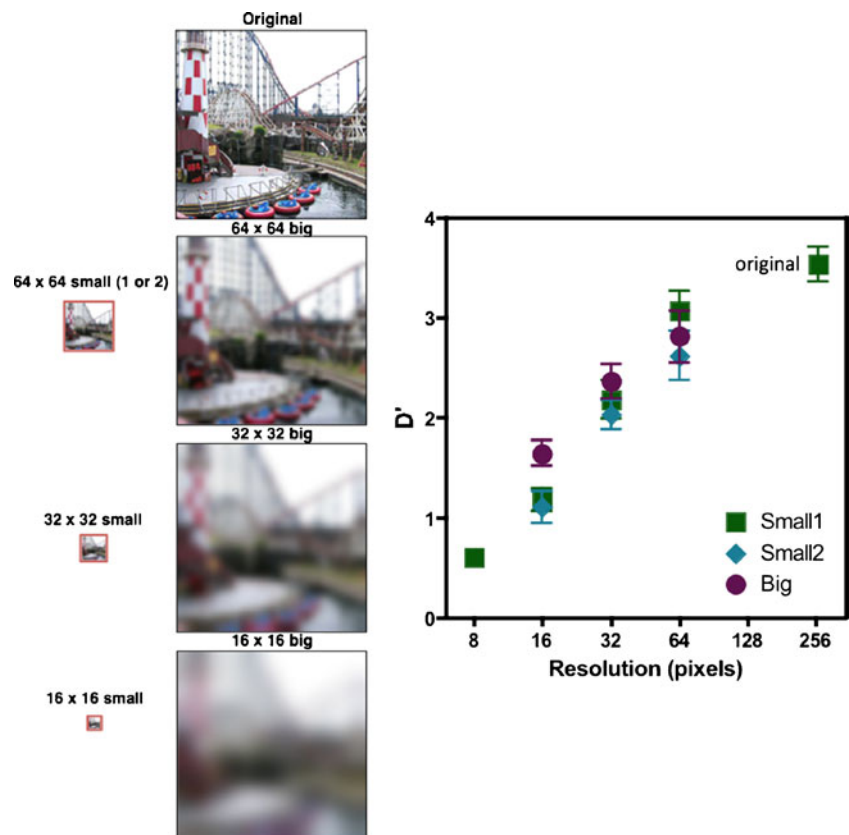 Original
64 x 64 big
64 x 64 small (1 or 2)
32 x 32 big
32 x 32 small
16 x 16 big
16 x 16 small
4
3
2
1
0
D'
original
Small1
Small2
Big
8 16 32 64 128 256
Resolution (pixels)